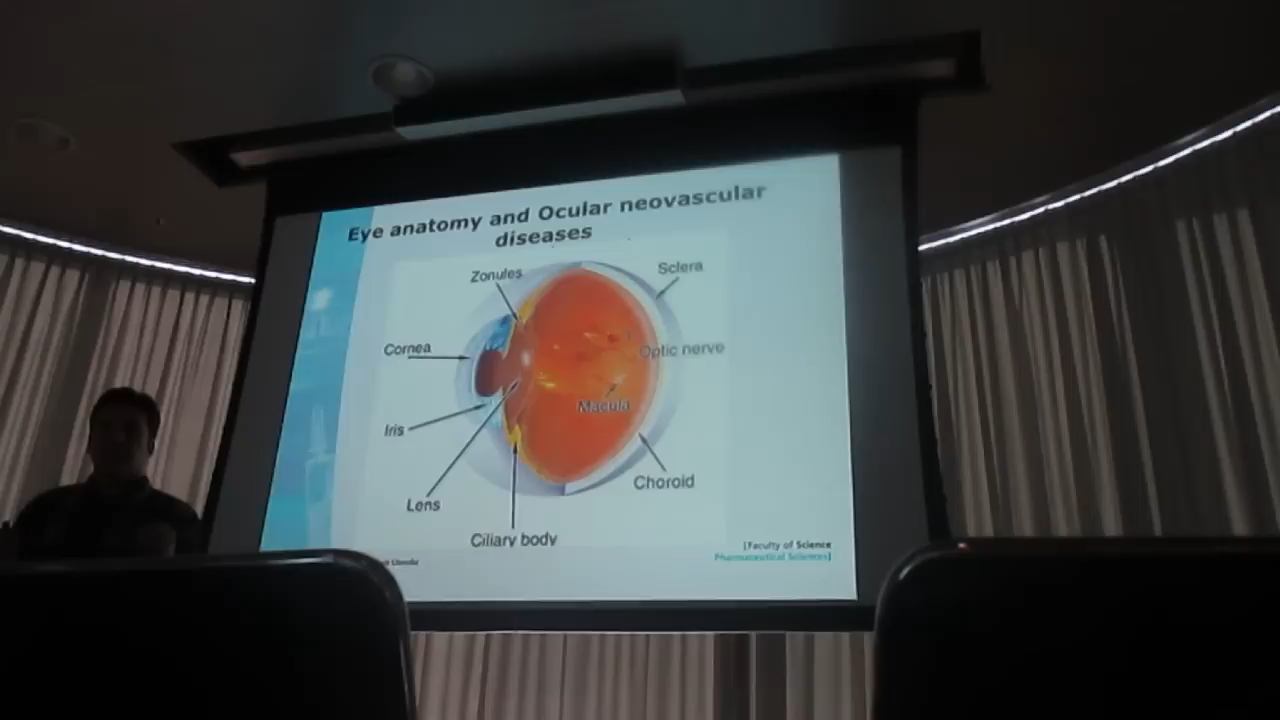 Eye anatomy and Ocular neovascular
diseases
Zonules
Sclera
Cornea
Optic nerve
Macula
Iris
Choroid
Lens
Ciliary body
[Faculty of Science
Pharmaceutical Sciences]